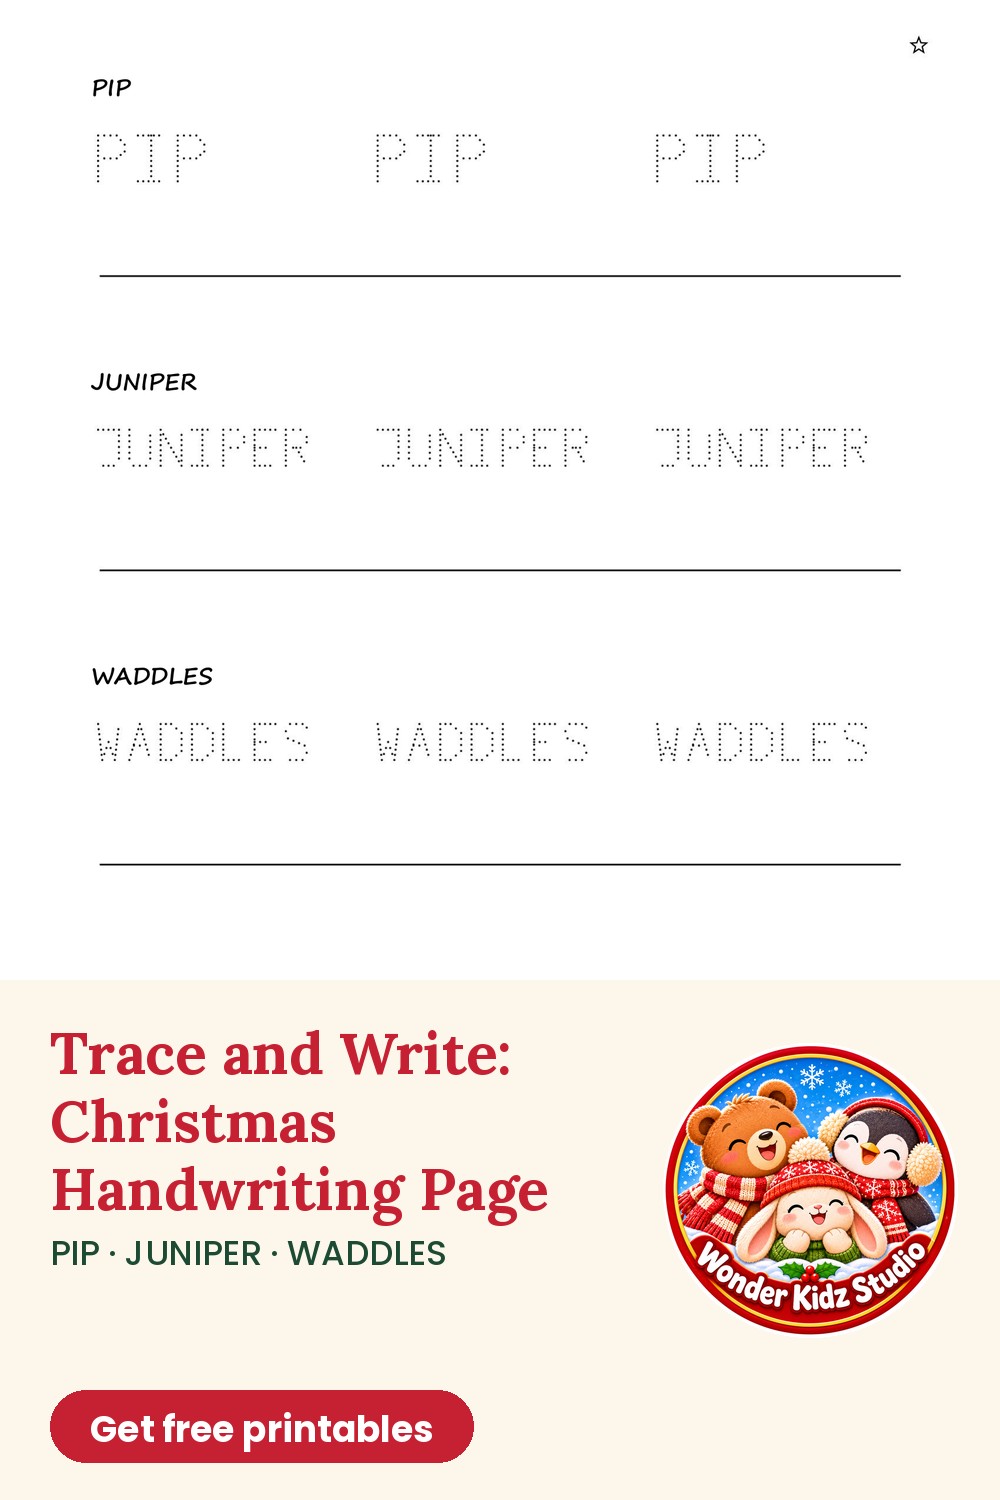 PIP
PIP PIP PIP
JUNIPER
JUNIPER JUNIPER JUNIPER
WADDLES
WADDLES WADDLES WADDLES
Trace and Write:
Christmas
Handwriting Page
PIP · JUNIPER · WADDLES
Wonder Kidz Studio
Get free printables